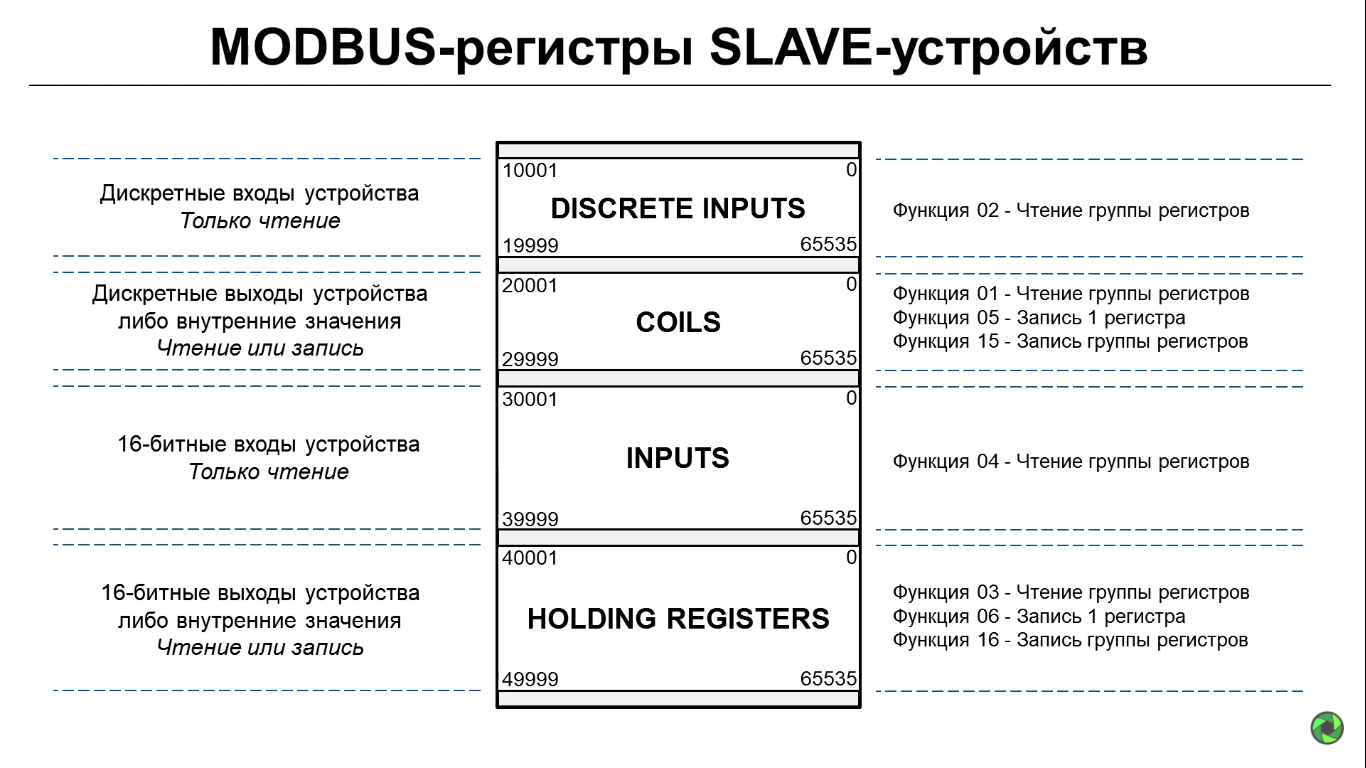 MODBUS-регистры SLAVE-устройств
Дискретные входы устройства
Только чтение
10001 0
DISCRETE INPUTS
19999 65535
Функция 02 - Чтение группы регистров
Дискретные выходы устройства
либо внутренние значения
Чтение или запись
20001 0
COILS
29999 65535
Функция 01 - Чтение группы регистров
Функция 05 - Запись 1 регистра
Функция 15 - Запись группы регистров
16-битные входы устройства
Только чтение
30001 0
INPUTS
39999 65535
Функция 04 - Чтение группы регистров
16-битные выходы устройства
либо внутренние значения
Чтение или запись
40001 0
HOLDING REGISTERS
49999 65535
Функция 03 - Чтение группы регистров
Функция 06 - Запись 1 регистра
Функция 16 - Запись группы регистров